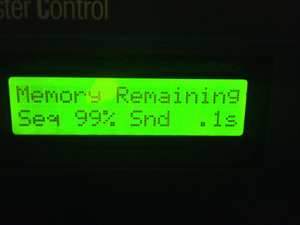 ster Control
Memory Remaining
Seq 99% Snd .1s